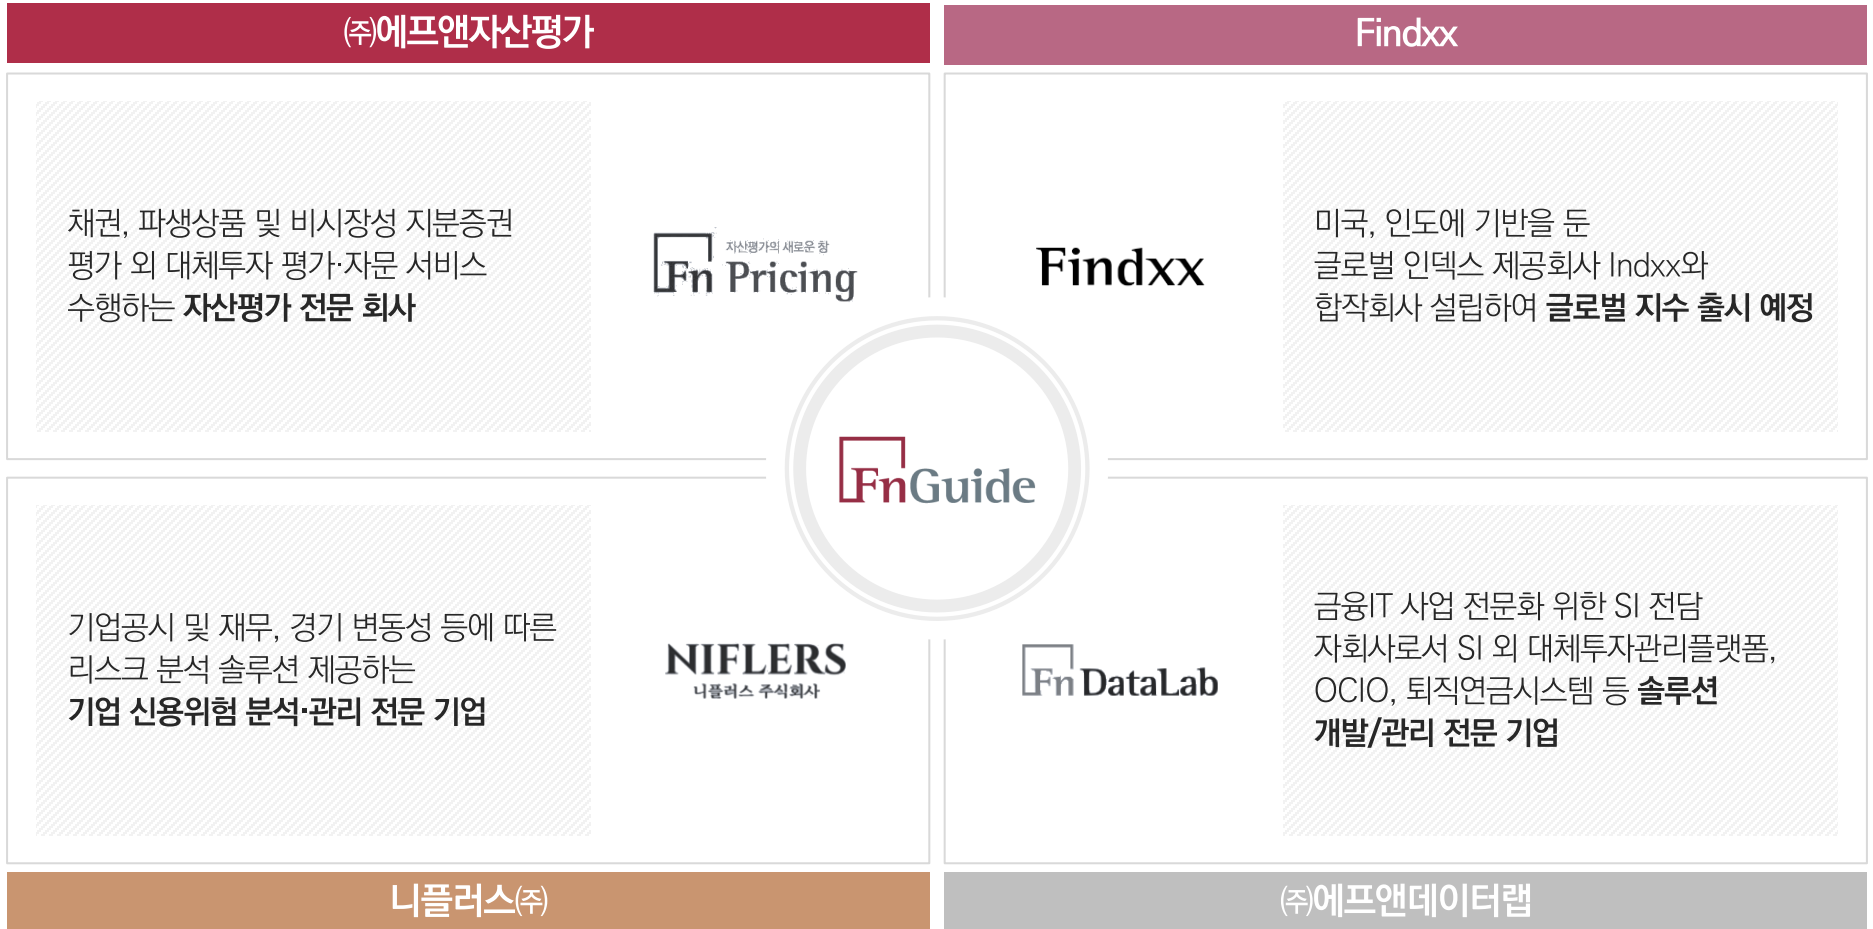 ㈜에프앤자산평가
채권, 파생상품 및 비시장성 지분증권
평가 외 대체투자 평가·자문 서비스
수행하는 자산평가 전문 회사
자산평가의 새로운 창
Fn Pricing
Findxx
Findxx
미국, 인도에 기반을 둔
글로벌 인덱스 제공회사 Indxx와
합작회사 설립하여 글로벌 지수 출시 예정
FnGuide
기업공시 및 재무, 경기 변동성 등에 따른
리스크 분석 솔루션 제공하는
기업 신용위험 분석·관리 전문 기업
NIFLERS
니플러스 주식회사
니플러스㈜
Fn DataLab
금융IT 사업 전문화 위한 SI 전담
자회사로서 SI 외 대체투자관리플랫폼,
OCIO, 퇴직연금시스템 등 솔루션
개발/관리 전문 기업
㈜에프앤데이터랩